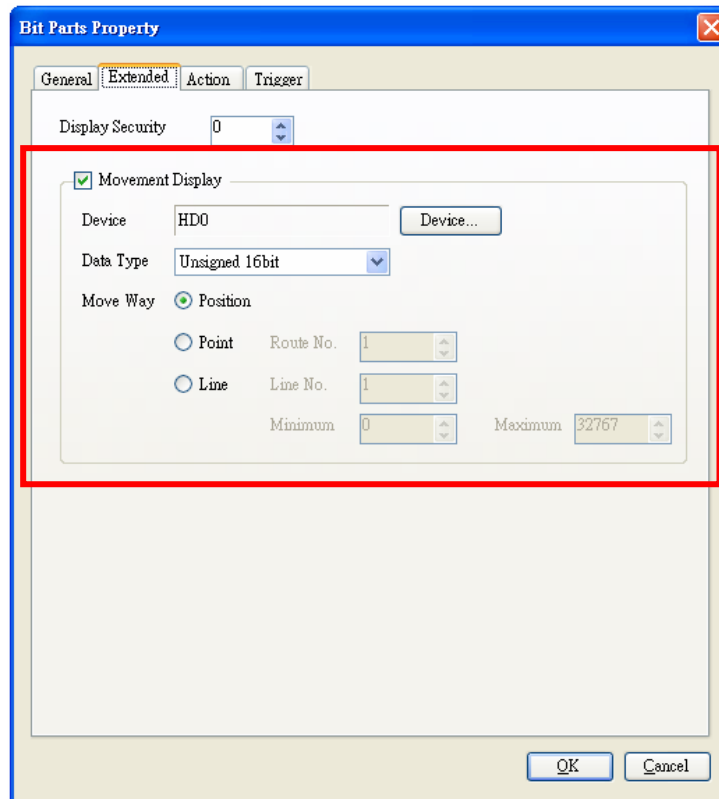 Bit Parts Property
General Extended Action Trigger
Display Security 0
Movement Display
Device HD0 Device...
Data Type Unsigned 16bit
Move Way Position
Point Route No. 1
Line Line No. 1
Minimum 0 Maximum 32767
OK Cancel